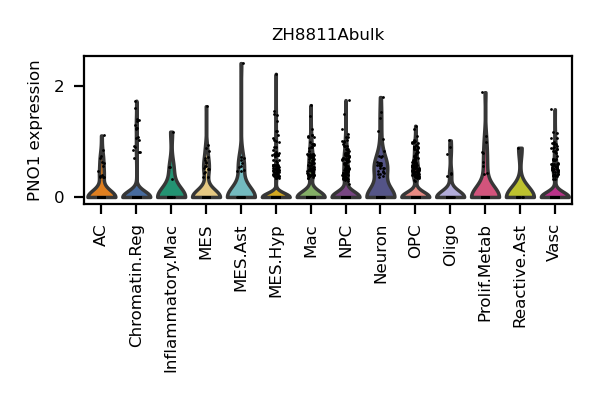 ZH8811Abulk
PNO1 expression
2
0
AC
Chromatin.Reg
Inflammatory.Mac
MES
MES.Ast
MES.Hyp
Mac
NPC
Neuron
OPC
Oligo
Prolif.Metab
Reactive.Ast
Vasc